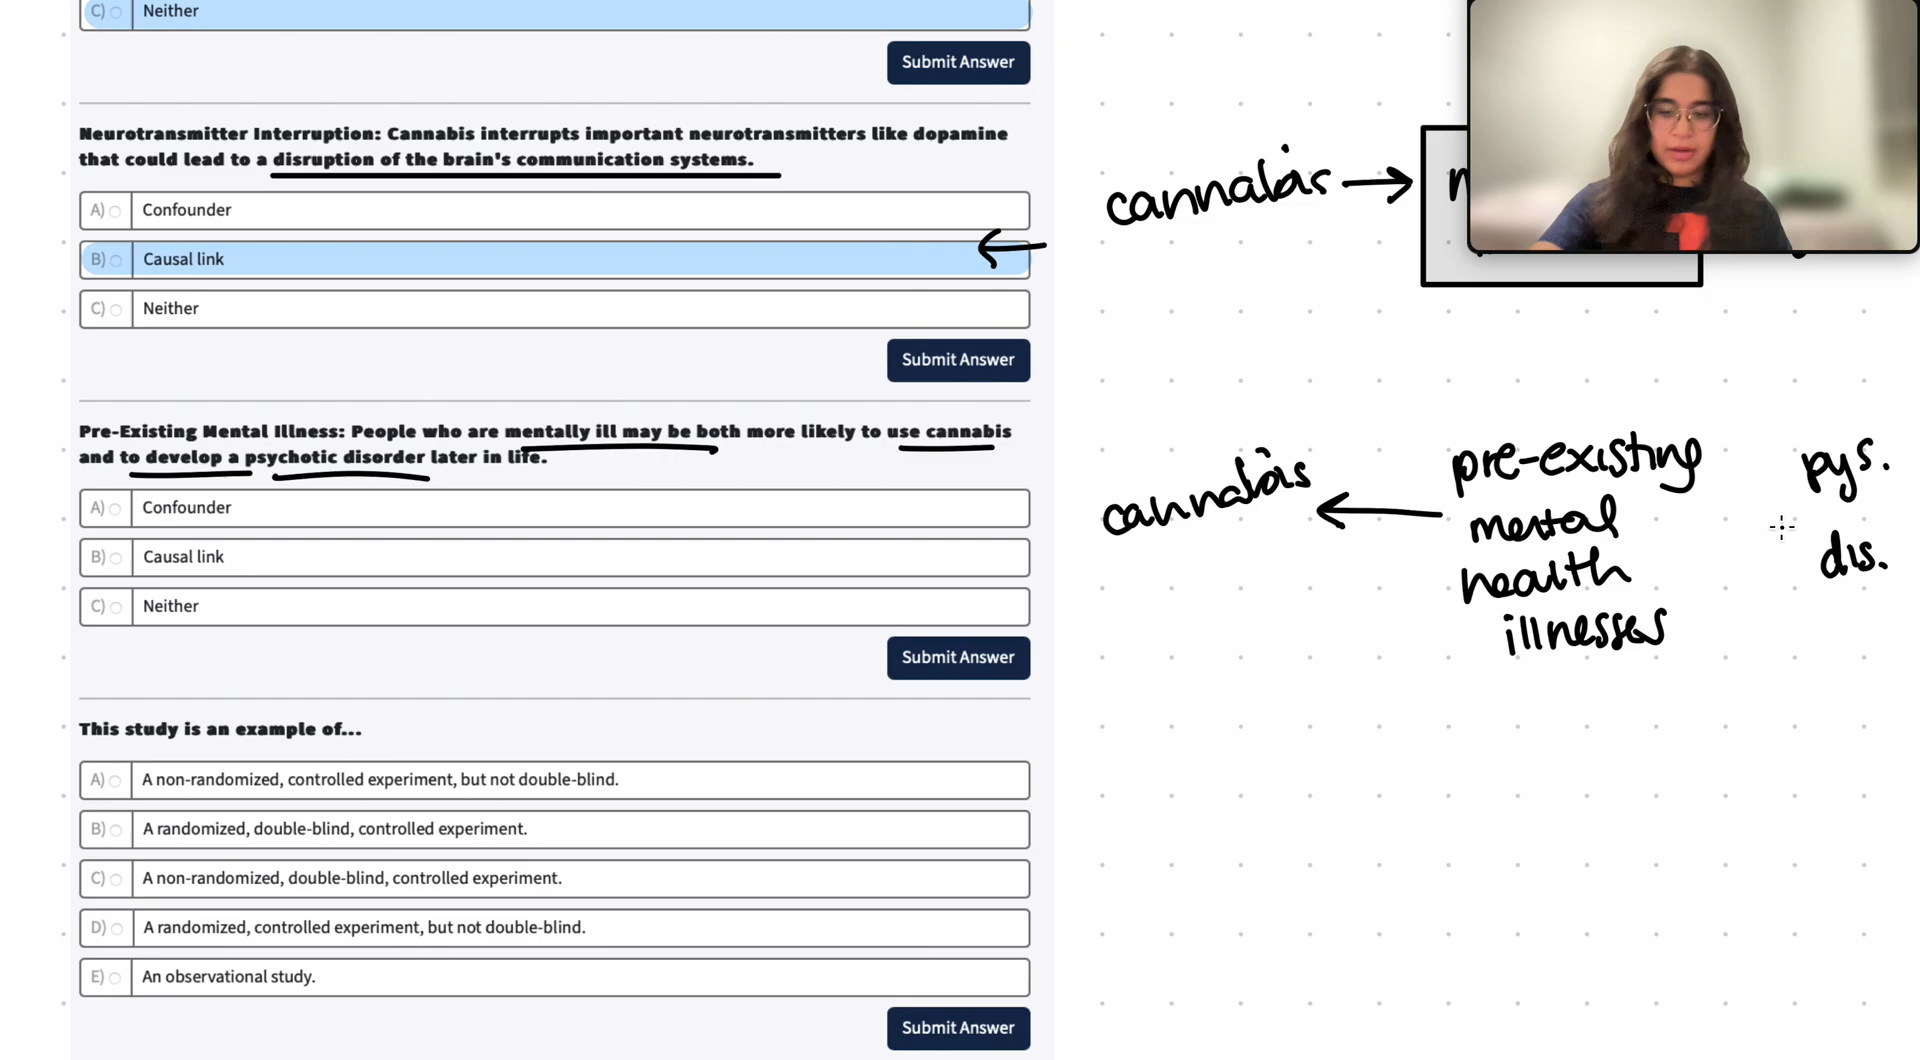 C) Neither
Submit Answer
Neurotransmitter Interruption: Cannabis interrupts important neurotransmitters like dopamine
that could lead to a disruption of the brain's communication systems.
A) Confounder
B) Causal link
C) Neither
Submit Answer
Pre-Existing Mental Illness: People who are mentally ill may be both more likely to use cannabis
and to develop a psychotic disorder later in life.
A) Confounder
B) Causal link
C) Neither
Submit Answer
This study is an example of...
A) A non-randomized, controlled experiment, but not double-blind.
B) A randomized, double-blind, controlled experiment.
C) A non-randomized, double-blind, controlled experiment.
D) A randomized, controlled experiment, but not double-blind.
E) An observational study.
Submit Answer
cannabis
cannabis
pre-existing
mental
health
illnesses
pys.
dis.